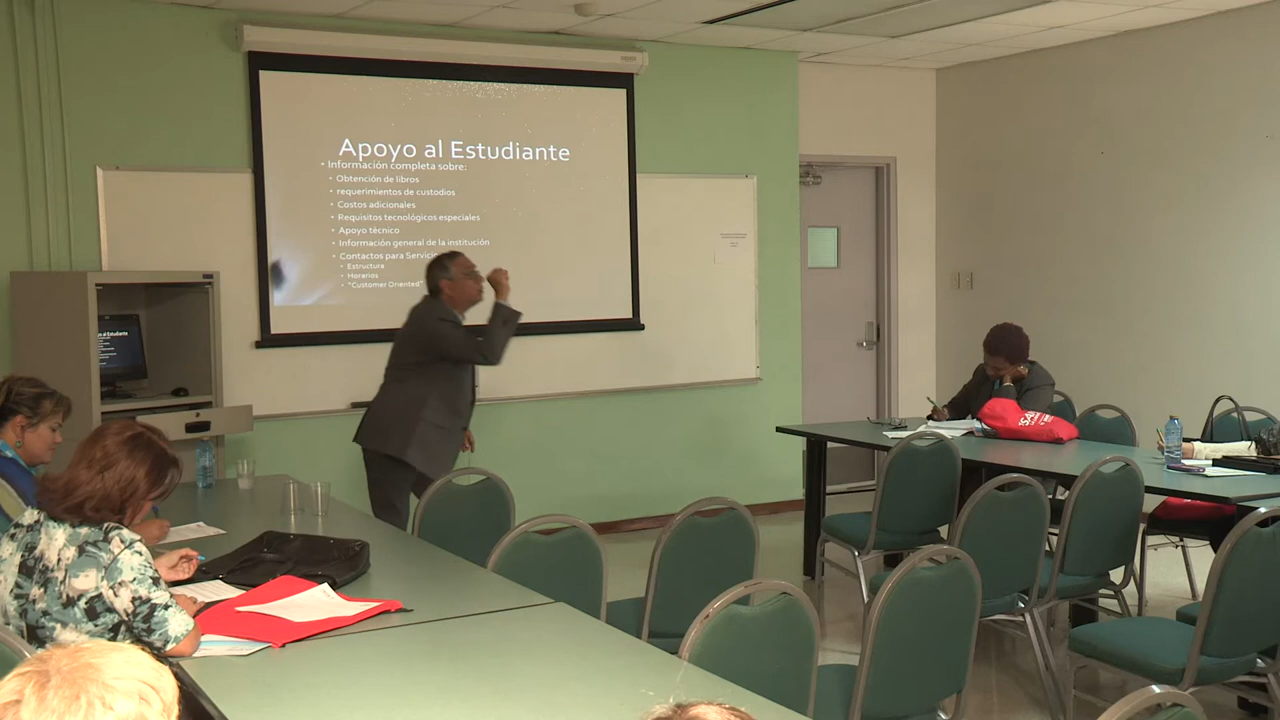 Apoyo al Estudiante
• Información completa sobre:
• Obtención de libros
• requerimientos de custodios
• Costos adicionales
• Requisitos tecnológicos especiales
• Apoyo técnico
• Información general de la institución
• Contactos para
• Estructura
• Horarios
• "Customer Oriented"